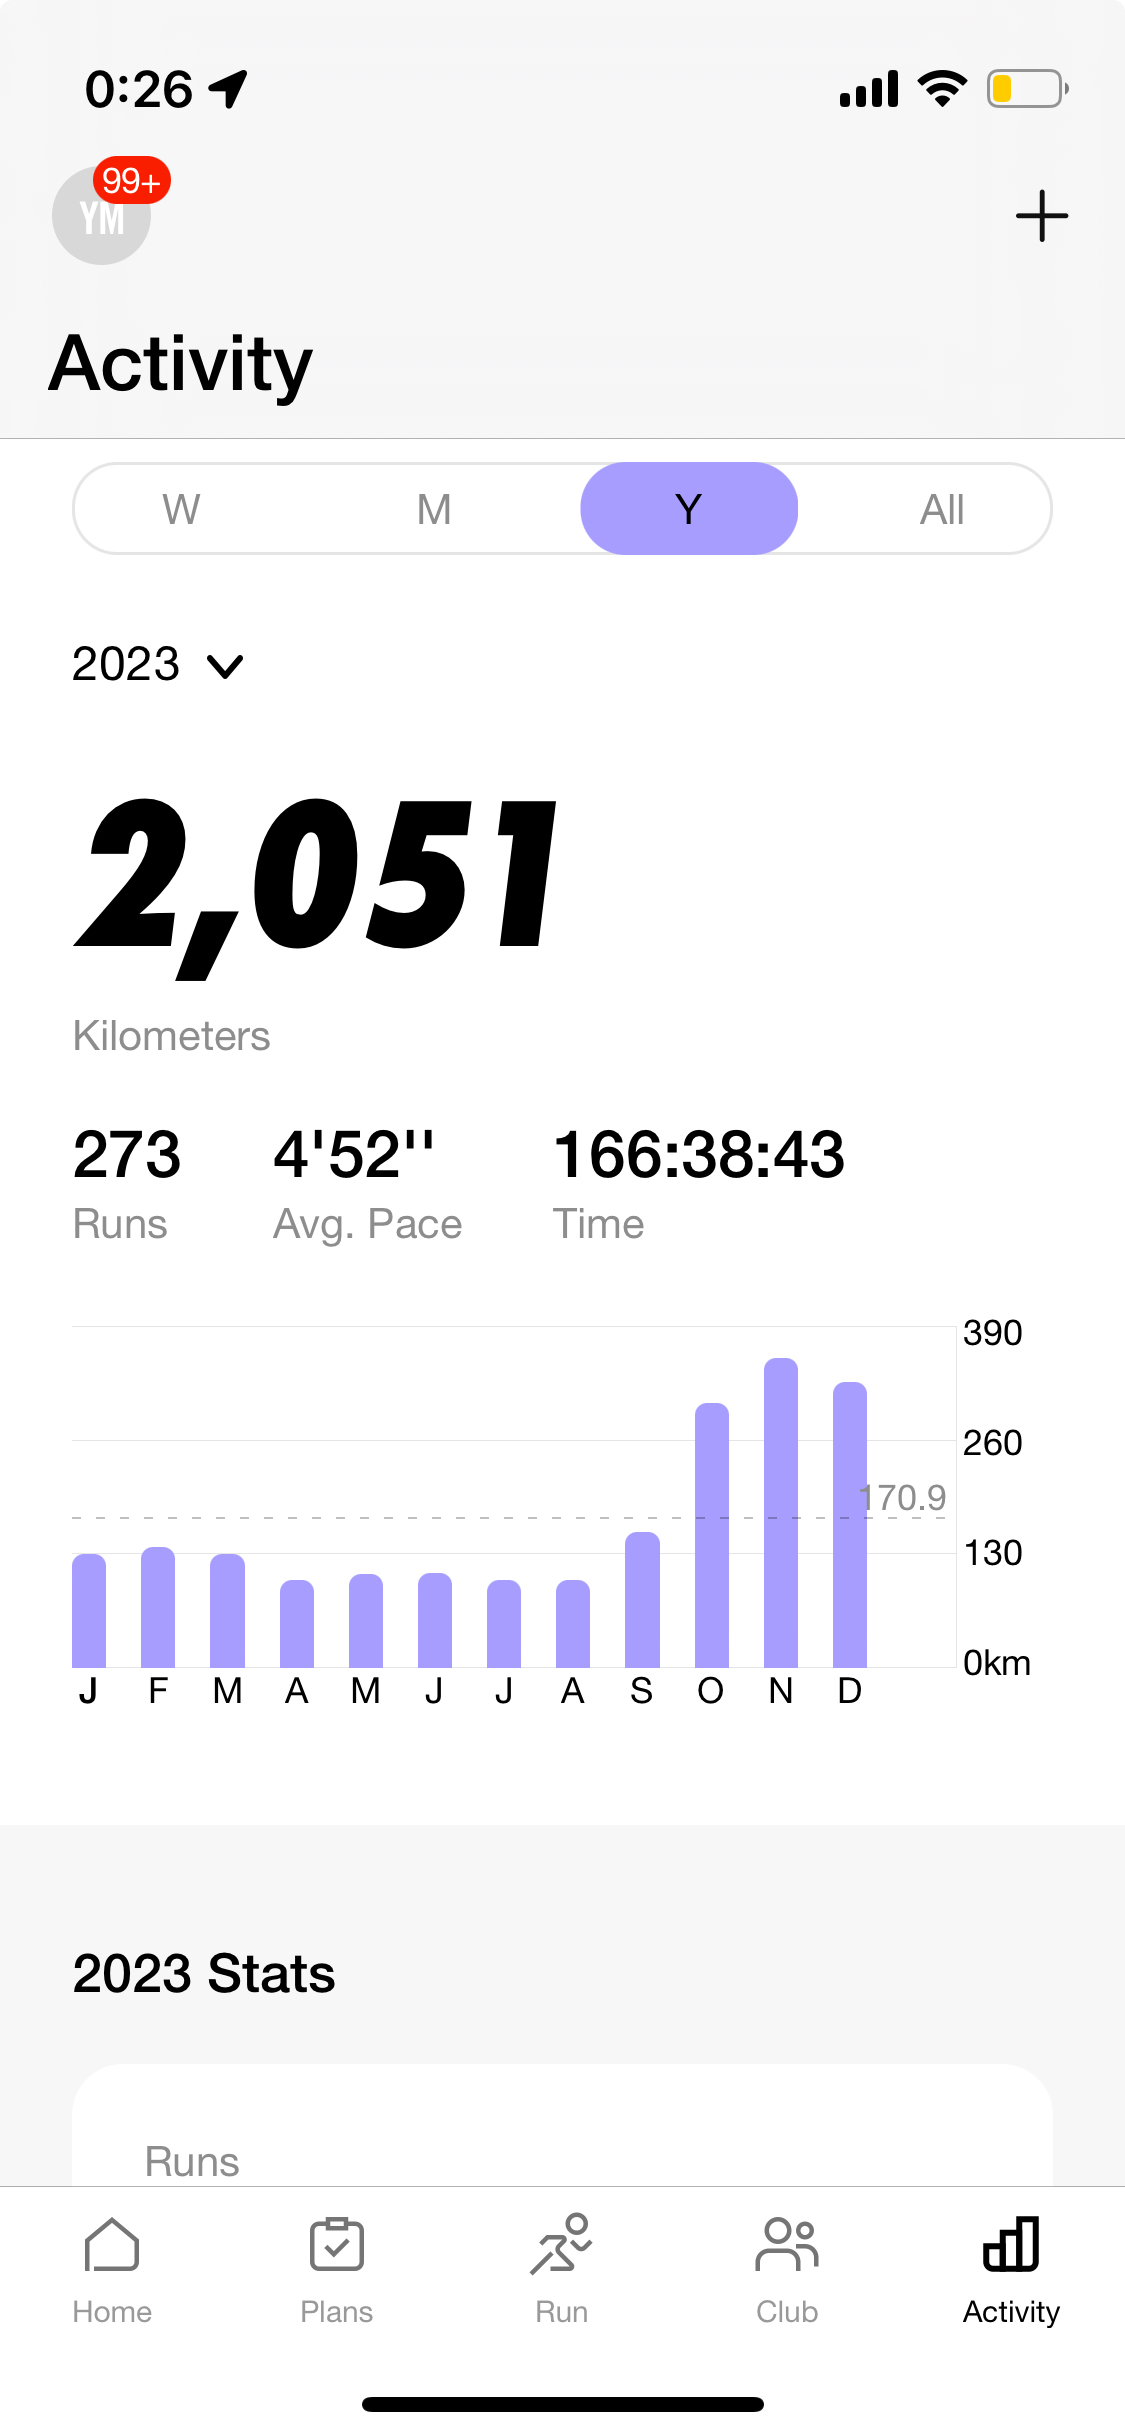 0:26
99+
YM
Activity
W M Y All
2023
2,051
Kilometers
273 4'52'' 166:38:43
Runs Avg. Pace Time
390
260
170.9
130
0km
J F M A M J J A S O N D
2023 Stats
Runs
Home Plans Run Club Activity